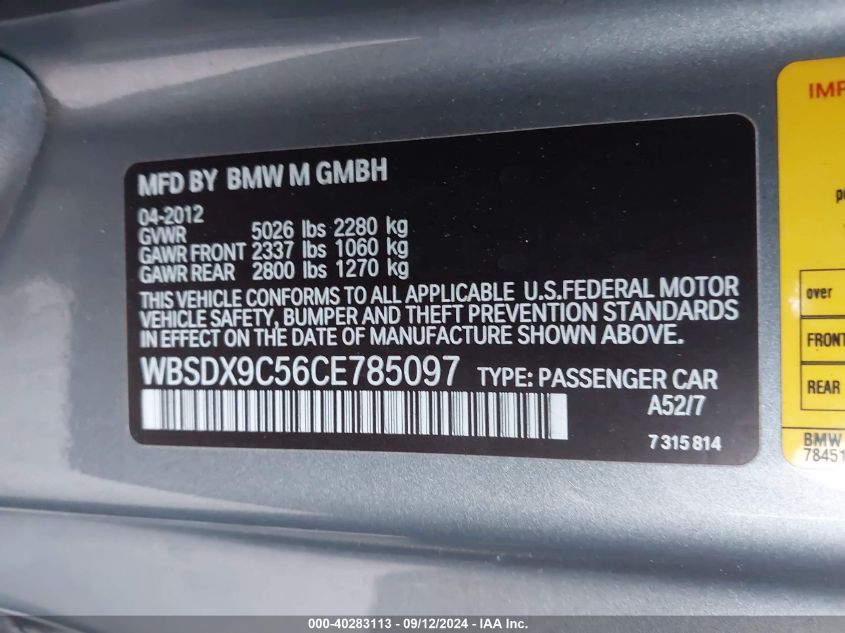 MFD BY BMW M GMBH
04-2012
GVWR 5026 lbs 2280 kg
GAWR FRONT 2337 lbs 1060 kg
GAWR REAR 2800 lbs 1270 kg
THIS VEHICLE CONFORMS TO ALL APPLICABLE U.S.FEDERAL MOTOR
VEHICLE SAFETY, BUMPER AND THEFT PREVENTION STANDARDS
IN EFFECT ON THE DATE OF MANUFACTURE SHOWN ABOVE.
WBSDX9C56CE785097 TYPE: PASSENGER CAR
A52/7
7 315 814
IMP
po
over
FRONT
REAR
BMW
78451
000-40283113 - 09/12/2024 - IAA Inc.